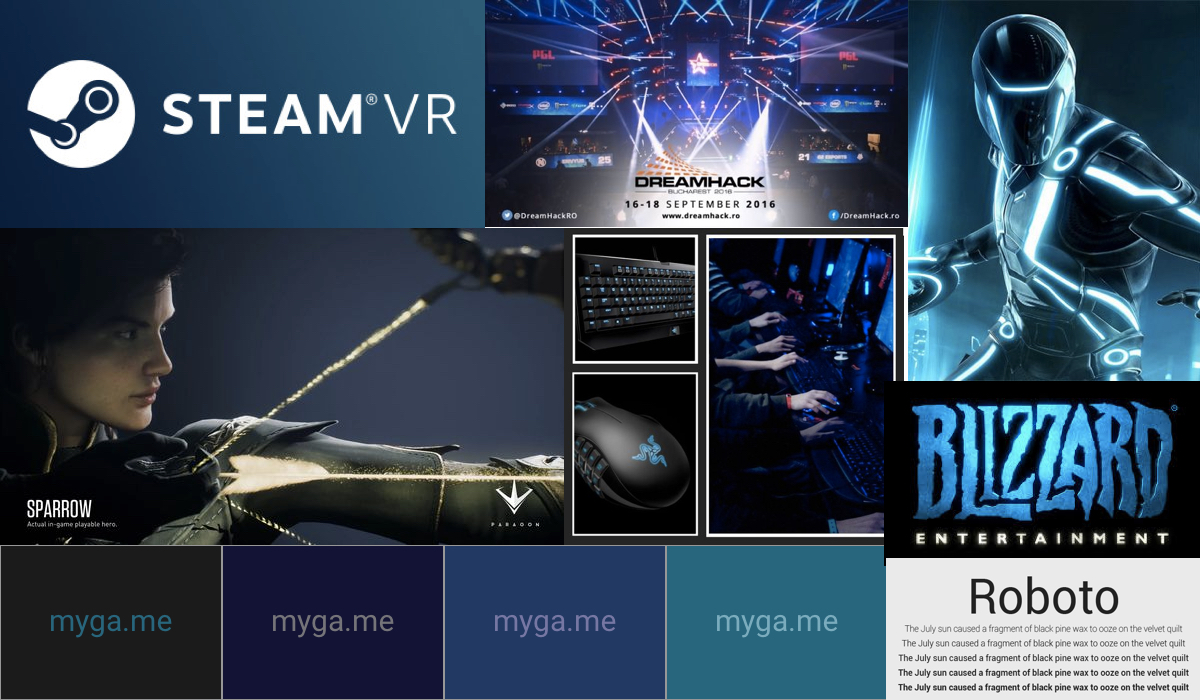 STEAM® VR
PGL
PGL
intel
intel
25
21
DREAMHACK
BUCHAREST 2016
16-18 SEPTEMBER 2016
www.dreamhack.ro
@DreamHackRO
/DreamHack.ro
SPARROW
Actual in-game playable hero.
PARAGON
BLIZZARD®
ENTERTAINMENT
myga.me
myga.me
myga.me
myga.me
Roboto
The July sun caused a fragment of black pine wax to ooze on the velvet quilt
The July sun caused a fragment of black pine wax to ooze on the velvet quilt
The July sun caused a fragment of black pine wax to ooze on the velvet quilt
The July sun caused a fragment of black pine wax to ooze on the velvet quilt
The July sun caused a fragment of black pine wax to ooze on the velvet quilt